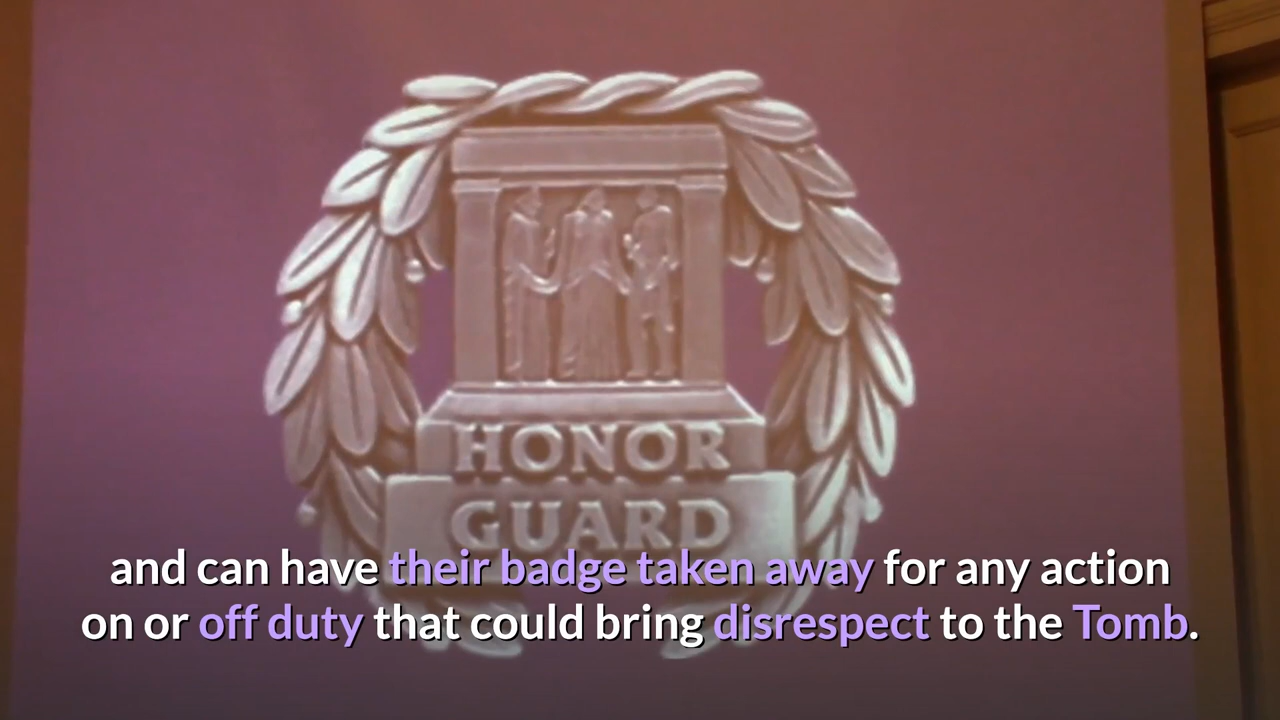 HONOR
GUARD
and can have their badge taken away for any action
on or off duty that could bring disrespect to the Tomb.